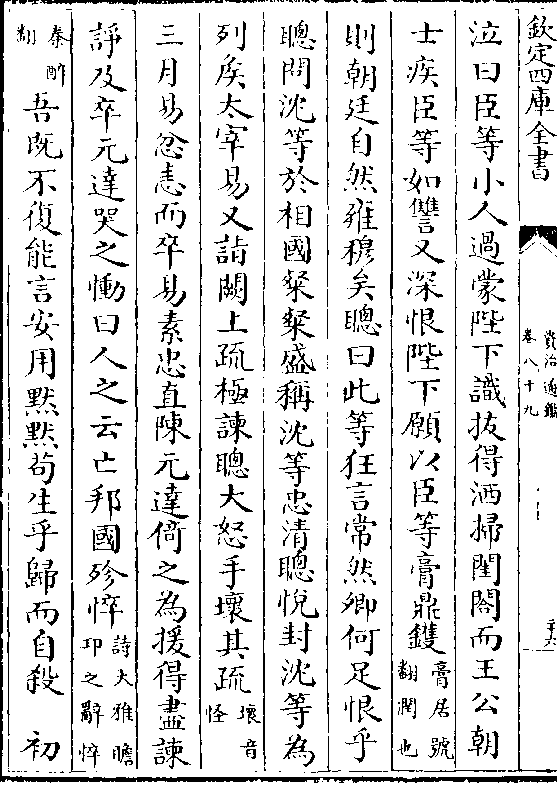 欽定四庫全書
資治通鑑
卷八十九
泣曰臣等小人過蒙陛下識拔得洒掃閨閤而王公朝
士疾臣等如讐又深恨陛下願以臣等膏鼎鑊膏居號翻潤也
則朝廷自然雍穆矣聰曰此等狂言常然卿何足恨乎
聰問沈等於相國粲粲盛稱沈等忠清聰悅封沈等為
列矦太宰易又詣闕上疏極諫聰大怒手壞其疏壞音怪
三月易忿恚而卒易素忠直陳元達倚之為援得盡諫
諍及卒元達哭之慟曰人之云亡邦國殄悴詩大雅瞻卬之辭悴
秦醉翻吾既不復能言安用黙黙苟生乎歸而自殺 初